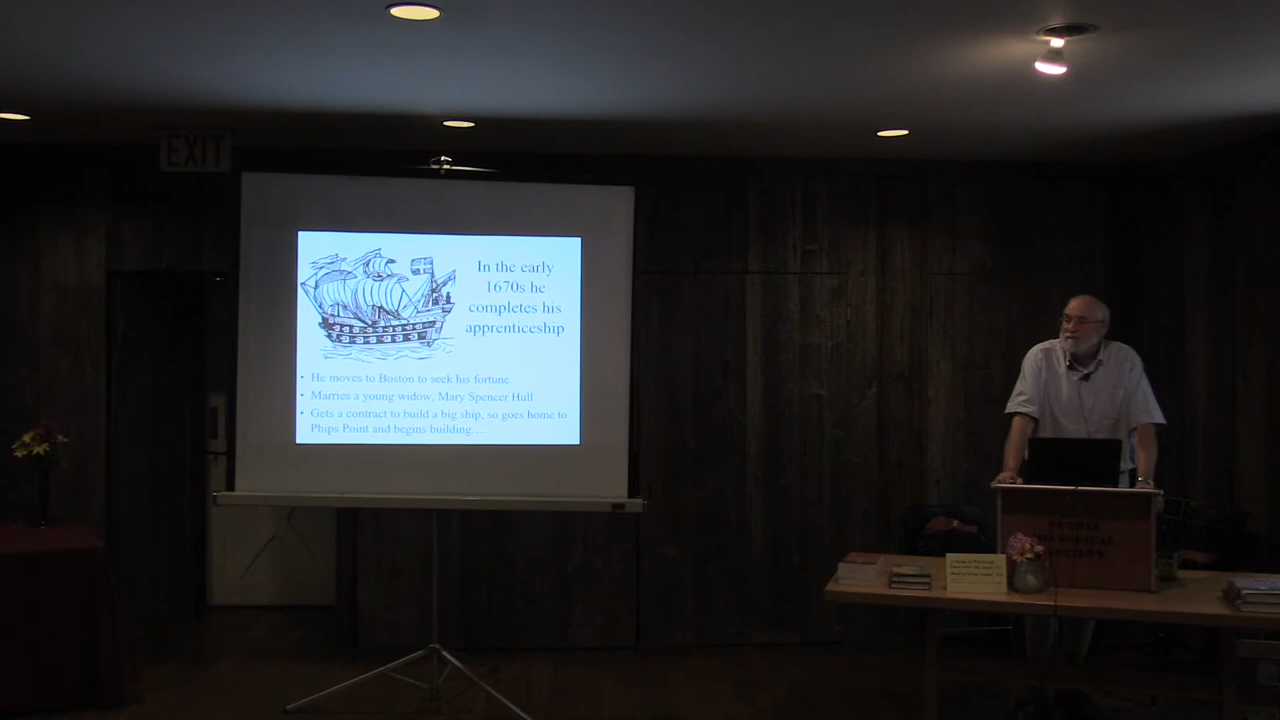 EXIT
In the early
1670s he
completes his
apprenticeship
• He moves to Boston to seek his fortune
• Marries a young widow, Mary Spencer Hull
• Gets a contract to build a big ship, so goes home to
Phips Point and begins building....
HISTORICAL
SOCIETY